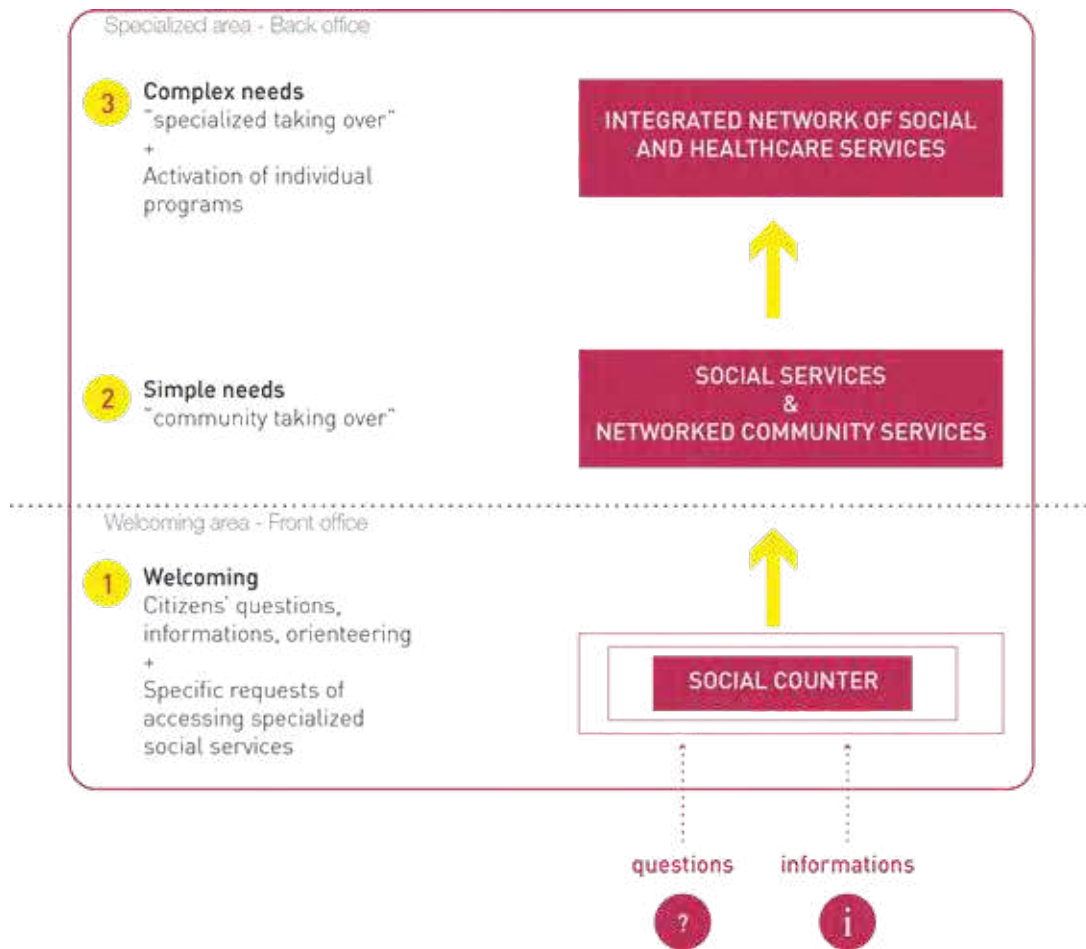 Specialized area - Back office
3
Complex needs
"specialized taking over"
+
Activation of individual
programs
INTEGRATED NETWORK OF SOCIAL
AND HEALTHCARE SERVICES
2
Simple needs
"community taking over"
SOCIAL SERVICES
&
NETWORKED COMMUNITY SERVICES
Welcoming area - Front office
1
Welcoming
Citizens' questions,
informations, orienteering
+
Specific requests of
accessing specialized
social services
SOCIAL COUNTER
questions
informations
?
i